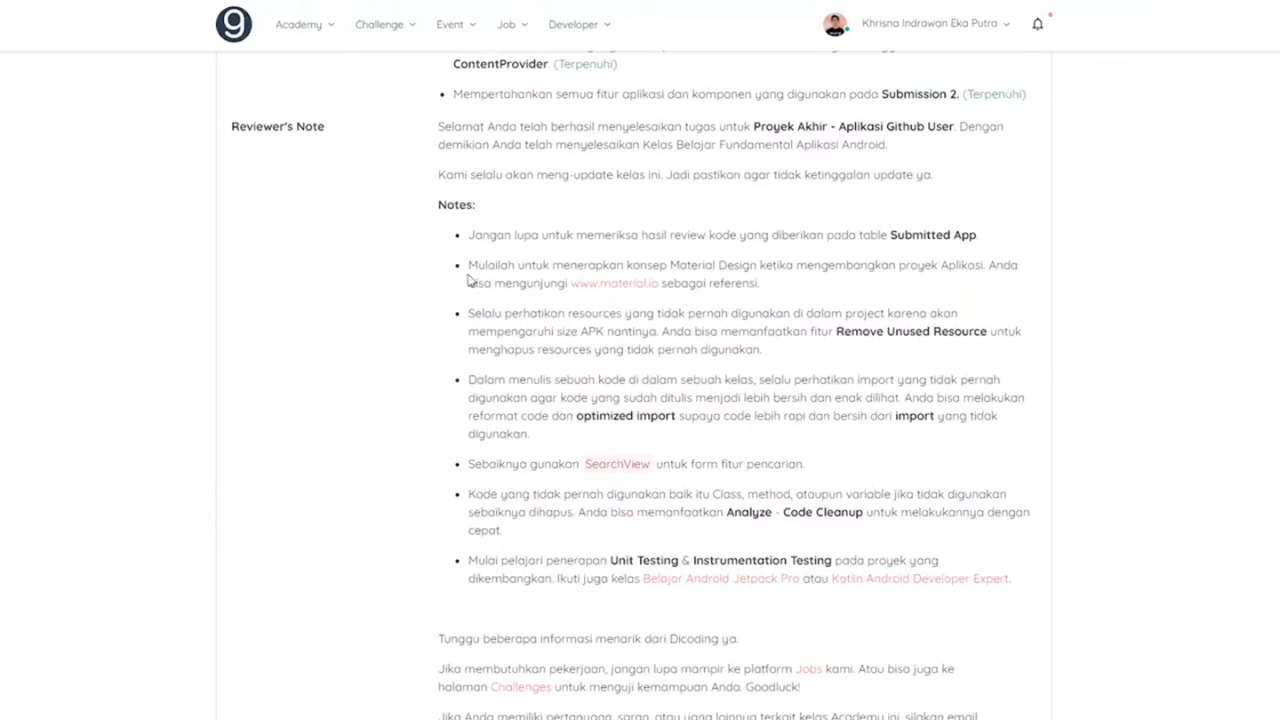 Academy Challenge Event Job Developer Khrisna Indrawan Eka Putra
ContentProvider. (Terpenuhi)
• Mempertahankan semua fitur aplikasi dan komponen yang digunakan pada Submission 2. (Terpenuhi)
Reviewer's Note
Selamat Anda telah berhasil menyelesaikan tugas untuk Proyek Akhir - Aplikasi Github User. Dengan
demikian Anda telah menyelesaikan Kelas Belajar Fundamental Aplikasi Android.
Kami selalu akan meng-update kelas ini. Jadi pastikan agar tidak ketinggalan update ya.
Notes:
• Jangan lupa untuk memeriksa hasil review kode yang diberikan pada table Submitted App.
• Mulailah untuk menerapkan konsep Material Design ketika mengembangkan proyek Aplikasi. Anda
bisa mengunjungi www.material.io sebagai referensi.
• Selalu perhatikan resources yang tidak pernah digunakan di dalam project karena akan
mempengaruhi size APK nantinya. Anda bisa memanfaatkan fitur Remove Unused Resource untuk
menghapus resources yang tidak pernah digunakan.
• Dalam menulis sebuah kode di dalam sebuah kelas, selalu perhatikan import yang tidak pernah
digunakan agar kode yang sudah ditulis menjadi lebih bersih dan enak dilihat. Anda bisa melakukan
reformat code dan optimized import supaya code lebih rapi dan bersih dari import yang tidak
digunakan.
• Sebaiknya gunakan SearchView untuk form fitur pencarian.
• Kode yang tidak pernah digunakan baik itu Class, method, ataupun variable jika tidak digunakan
sebaiknya dihapus. Anda bisa memanfaatkan Analyze - Code Cleanup untuk melakukannya dengan
cepat.
• Mulai pelajari penerapan Unit Testing & Instrumentation Testing pada proyek yang
dikembangkan. Ikuti juga kelas Belajar Android Jetpack Pro atau Kotlin Android Developer Expert.
Tunggu beberapa informasi menarik dari Dicoding ya.
Jika membutuhkan pekerjaan, jangan lupa mampir ke platform Jobs kami. Atau bisa juga ke
halaman Challenges untuk menguji kemampuan Anda. Goodluck!
Jika Anda memiliki pertanyaan, saran, atau yang lainnya terkait kelas Academy ini, silakan email